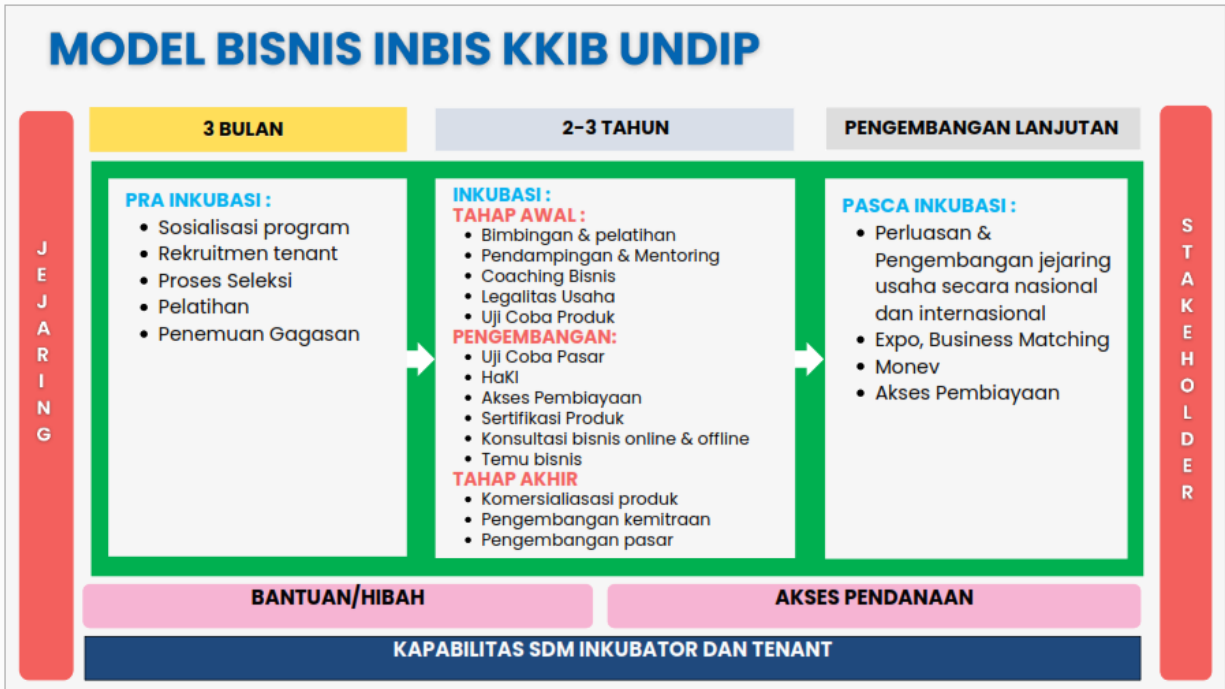 MODEL BISNIS INBIS KKIB UNDIP
JEJARING
3 BULAN
PRA INKUBASI :
• Sosialisasi program
• Rekruitmen tenant
• Proses Seleksi
• Pelatihan
• Penemuan Gagasan
2-3 TAHUN
INKUBASI :
TAHAP AWAL :
• Bimbingan & pelatihan
• Pendampingan & Mentoring
• Coaching Bisnis
• Legalitas Usaha
• Uji Coba Produk
PENGEMBANGAN:
• Uji Coba Pasar
• HaKI
• Akses Pembiayaan
• Sertifikasi Produk
• Konsultasi bisnis online & offline
• Temu bisnis
TAHAP AKHIR
• Komersialiasasi produk
• Pengembangan kemitraan
• Pengembangan pasar
PENGEMBANGAN LANJUTAN
PASCA INKUBASI :
• Perluasan &
Pengembangan jejaring
usaha secara nasional
dan internasional
• Expo, Business Matching
• Monev
• Akses Pembiayaan
STAKEHOLDER
BANTUAN/HIBAH
AKSES PENDANAAN
KAPABILITAS SDM INKUBATOR DAN TENANT